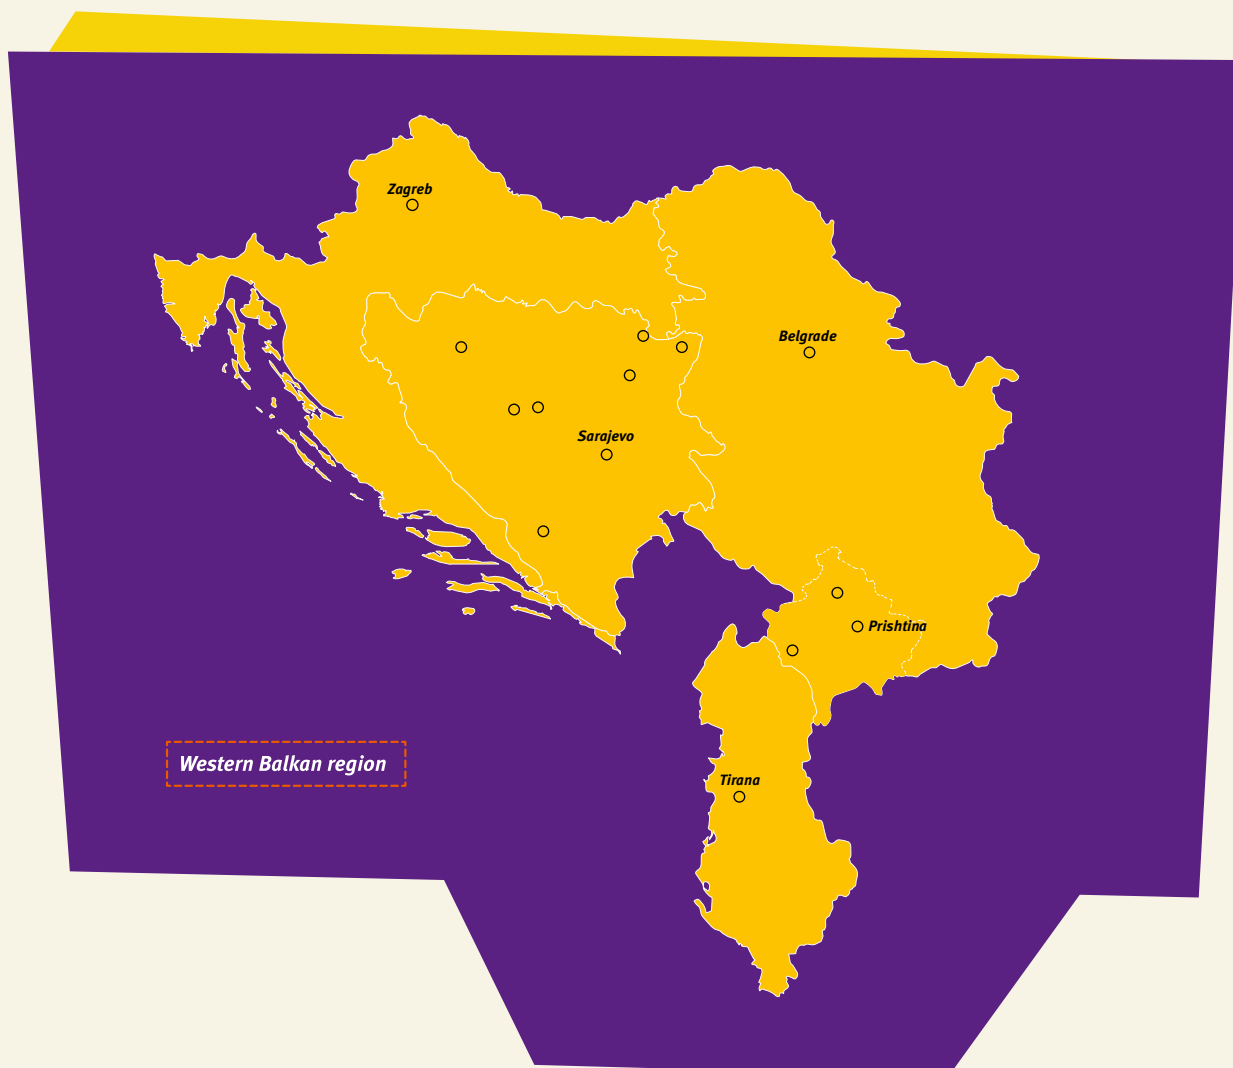 Zagreb
Belgrade
Sarajevo
Prishtina
Western Balkan region
Tirana